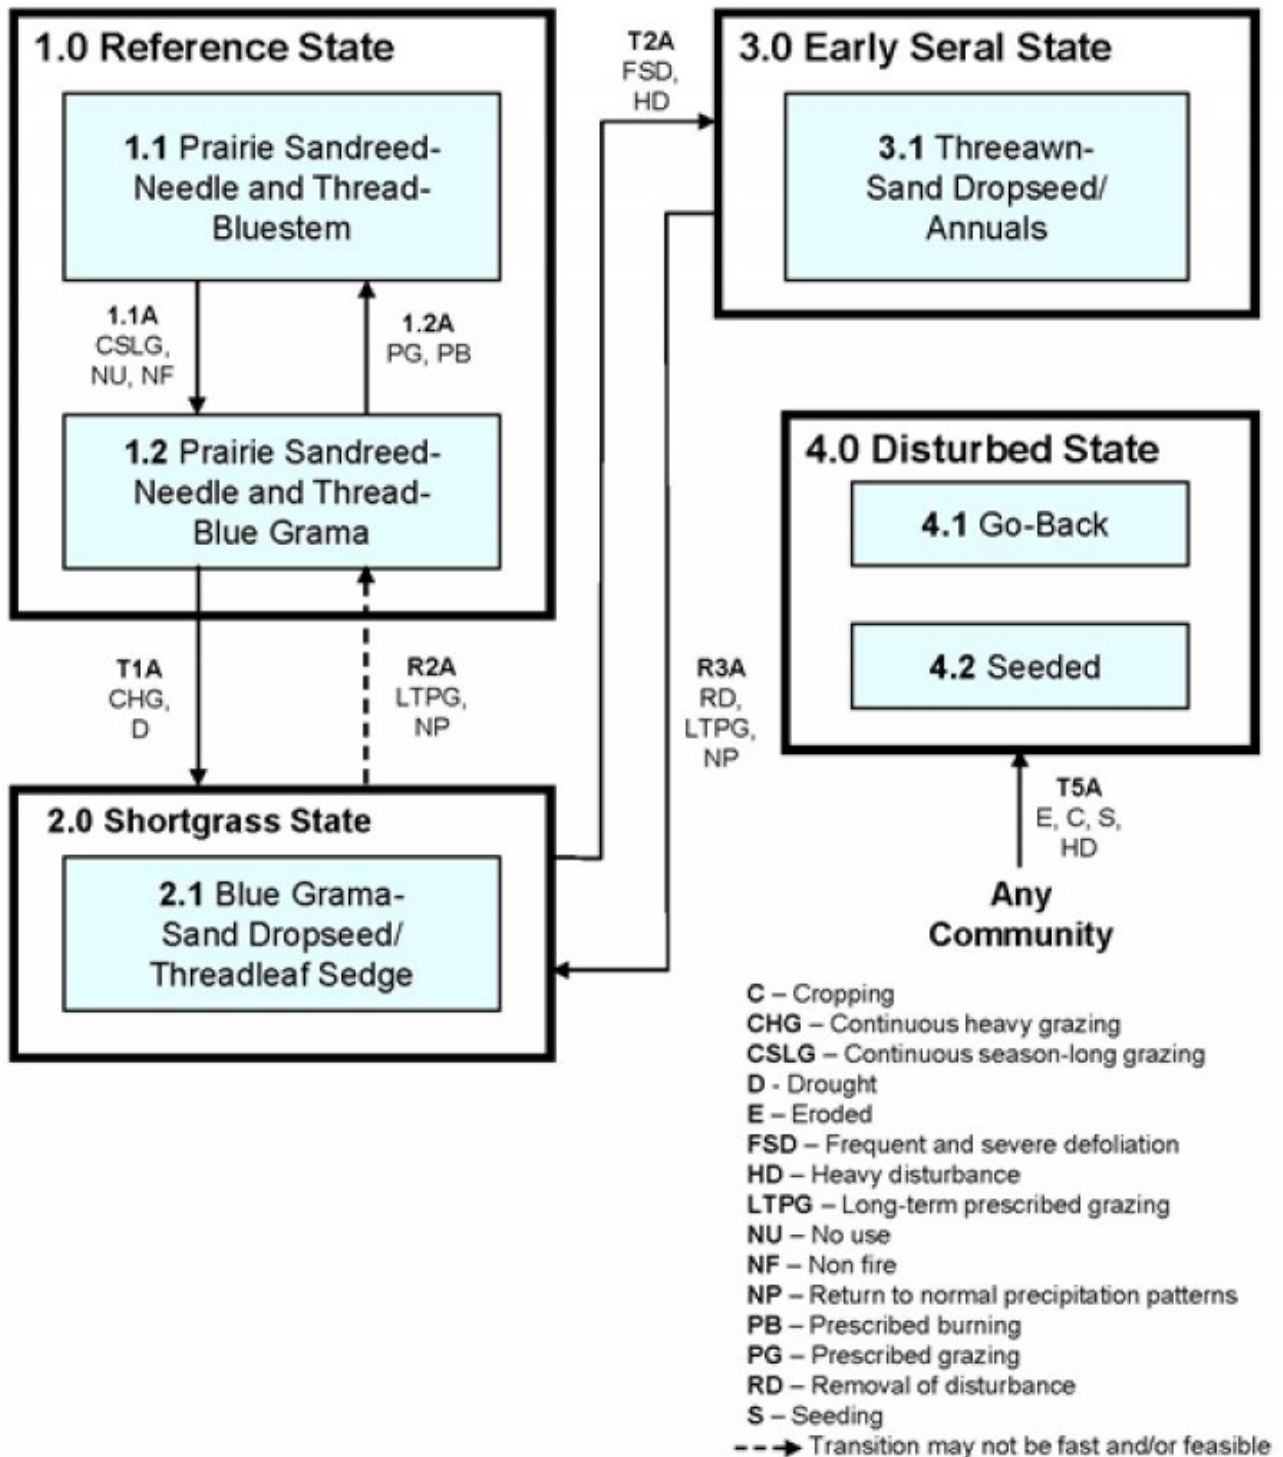 1.0 Reference State
1.1 Prairie Sandreed-
Needle and Thread-
Bluestem
1.1A
CSLG,
NU, NF
1.2A
PG, PB
1.2 Prairie Sandreed-
Needle and Thread-
Blue Grama
T1A
CHG,
D
R2A
LTPG,
NP
2.0 Shortgrass State
2.1 Blue Grama-
Sand Dropseed/
Threadleaf Sedge
T2A
FSD,
HD
3.0 Early Seral State
3.1 Threeawn-
Sand Dropseed/
Annuals
R3A
RD,
LTPG,
NP
4.0 Disturbed State
4.1 Go-Back
4.2 Seeded
T5A
E, C, S,
HD
Any
Community
C – Cropping
CHG – Continuous heavy grazing
CSLG – Continuous season-long grazing
D - Drought
E – Eroded
FSD – Frequent and severe defoliation
HD – Heavy disturbance
LTPG – Long-term prescribed grazing
NU – No use
NF – Non fire
NP – Return to normal precipitation patterns
PB – Prescribed burning
PG – Prescribed grazing
RD – Removal of disturbance
S – Seeding
Transition may not be fast and/or feasible